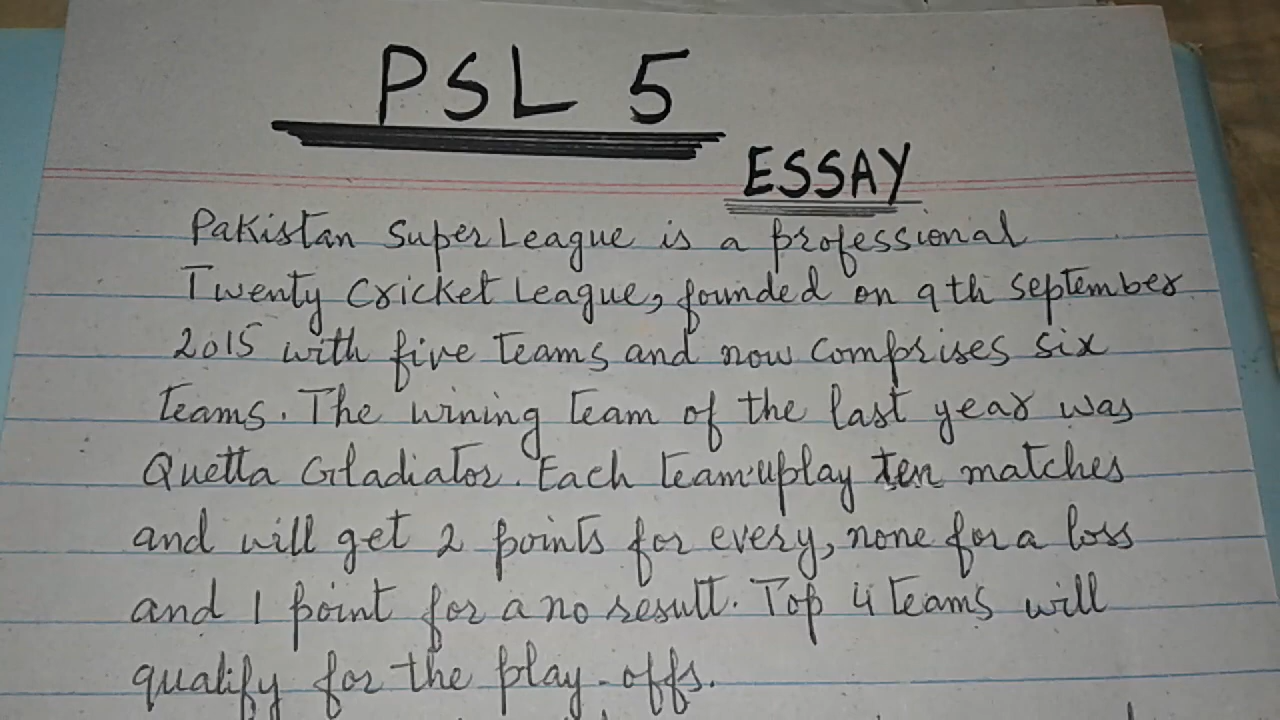 PSL 5
ESSAY
Pakistan Super League is a professional
Twenty Cricket League, founded on 9th september
2015 with five teams and now comprises six
teams. The wining team of the last year was
Quetta Gladiator. Each team play ten matches
and will get 2 points for every, none for a loss
and 1 point for a no result. Top 4 teams will
qualify for the play-offs.